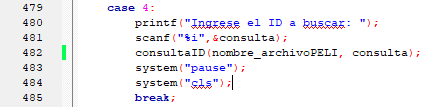 479 case 4:
480 printf("Ingrese el ID a buscar: ");
481 scanf("%i",&consulta);
482 consultaID(nombre_archivoPELI, consulta);
483 system("pause");
484 system("cls");
485 break;